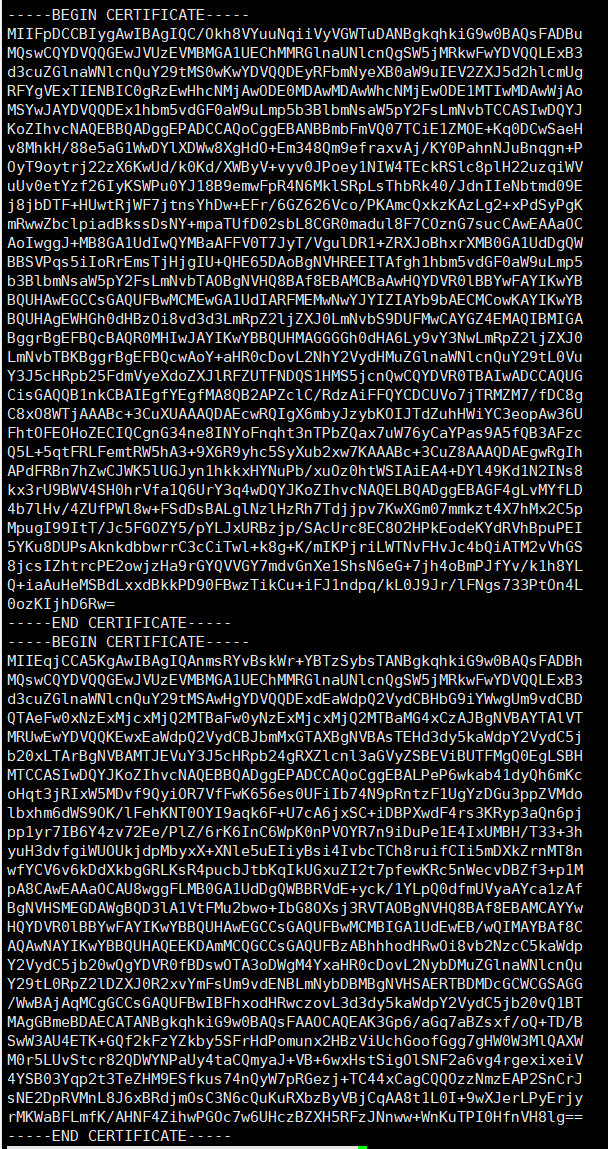 -----BEGIN CERTIFICATE-----
MIIFpDCCBIygAwIBAgIQC/Okh8VYuuNqiiVyVGWTuDANBgkqhkiG9w0BAQsFADBu
MQswCQYDVQQGEwJVUzEVMBMGA1UEChMMRGlnaUNlcnQgSW5jMRkwFwYDVQQLExB3
d3cuZGlnaWNlcnQuY29tMS0wKwYDVQQDEyRFbmNyeXB0aW9uIEV2ZXJ5d2hlcmUg
RFYgVExTIENBIC0gRzEwHhcNMjAwODE0MDAwMDAwWhcNMjEwODE1MTIwMDAwWjAo
MSYwJAYDVQQDEx1hbm5vdGF0aW9uLmp5b3BlbmNsaW5pY2FsLmNvbTCCASIwDQYJ
KoZIhvcNAQEBBQADggEPADCCAQoCggEBANBBmbFmVQ07TCiE1ZMOE+Kq0DCwSaeH
v8MhkH/88e5aG1WwDYlXDWw8XgHdO+Em348Qm9efraxvAj/KY0PahnNJuBnqgn+P
OyT9oytrj22zX6KwUd/k0Kd/XWByV+vyv0JPoey1NIW4TEckRSlc8plH22uzqiWV
uUv0etYzf26IyKSWPu0YJ18B9emwFpR4N6MklSRpLsThbRk40/JdnIIeNbtmd09E
j8jbDTF+HUwtRjWF7jtnsYhDw+EFr/6GZ626Vco/PKAmcQxkzKAzLg2+xPdSyPgK
mRwwZbclpiadBkssDsNY+mpaTUfD02sbL8CGR0madul8F7COznG7sucCAwEAAaOC
AoIwggJ+MB8GA1UdIwQYMBaAFFV0T7JyT/VgulDR1+ZRXJoBhxrXMB0GA1UdDgQW
BBSVPqs5iIoRrEmsTjHjgIU+QHE65DAoBgNVHREEITAfgh1hbm5vdGF0aW9uLmp5
b3BlbmNsaW5pY2FsLmNvbTAOBgNVHQ8BAf8EBAMCBaAwHQYDVR0lBBYwFAYIKwYB
BQUHAwEGCCsGAQUFBwMCMEwGA1UdIARFMEMwNwYJYIZIAYb9bAECMCowKAYIKwYB
BQUHAgEWHGh0dHBzOi8vd3d3LmRpZ2ljZXJ0LmNvbS9DUFMwCAYGZ4EMAQIBMIGA
BggrBgEFBQcBAQR0MHIwJAYIKwYBBQUHMAGGGGh0dHA6Ly9vY3NwLmRpZ2ljZXJ0
LmNvbTBKBggrBgEFBQcwAoY+aHR0cDovL2NhY2VydHMuZGlnaWNlcnQuY29tL0Vu
Y3J5cHRpb25FdmVyeXdoZXJlRFZUTFNDQS1HMS5jcnQwCQYDVR0TBAIwADCCAQUG
CisGAQQB1nkCBAIEgfYEgfMA8QB2APZclC/RdzAiFFQYCDCUVo7jTRMZM7/fDC8g
C8xO8WTjAAABc+3CuXUAAAQDAEcwRQIgX6mbyJzybKOIJTdZuhHWiYC3eopAw36U
FhtOFEOHoZECIQCgnG34ne8INYoFnqht3nTPbZQax7uW76yCaYPas9A5fQB3AFzc
Q5L+5qtFRLFemtRW5hA3+9X6R9yhc5SyXub2xw7KAAABc+3CuZ8AAAQDAEgwRgIh
APdFRBn7hZwCJWK5lUGJyn1hkkxHYNuPb/xuOz0htWSIAiEA4+DYl49Kd1N2INs8
kx3rU9BWV4SH0hrVfa1Q6UrY3q4wDQYJKoZIhvcNAQELBQADggEBAGF4gLvMYfLD
4b7lHv/4ZUfPWl8w+FSdDsBALglNzlHzRh7Tdjjpv7KwXGm07mmkzt4X7hMx2C5p
MpugI99ItT/Jc5FGOZY5/pYLJxURBzjp/SAcUrc8EC8O2HPkEodeKYdRVhBpuPEI
5YKu8DUPsAknkdbbwrrC3cCiTwl+k8g+K/mIKPjriLWTNvFHvJc4bQiATM2vVhGS
8jcsIZhtrcPE2owjzHa9rGYQVVGY7mdvGnXe1ShsN6eG+7jh4oBmPJfYv/k1h8YL
Q+iaAuHeMSBdLxxdBkkPD90FBwzTikCu+iFJ1ndpq/kL0J9Jr/lFNgs733PtOn4L
0ozKIjhD6Rw=
-----END CERTIFICATE-----
-----BEGIN CERTIFICATE-----
MIIEqjCCA5KgAwIBAgIQAnmsRYvBskWr+YBTzSybsTANBgkqhkiG9w0BAQsFADBh
MQswCQYDVQQGEwJVUzEVMBMGA1UEChMMRGlnaUNlcnQgSW5jMRkwFwYDVQQLExB3
d3cuZGlnaWNlcnQuY29tMSAwHgYDVQQDExdEaWdpQ2VydCBHbG9iYWwgUm9vdCBD
QTAeFw0xNzExMjcxMjQ2MTBaFw0yNzExMjcxMjQ2MTBaMG4xCzAJBgNVBAYTAlVT
MRUwEwYDVQQKEwxEaWdpQ2VydCBJbmMxGTAXBgNVBAsTEHd3dy5kaWdpY2VydC5j
b20xLTArBgNVBAMTJEVuY3J5cHRpb24gRXZlcnl3aGVyZSBEViBUTFMgQ0EgLSBH
MTCCASIwDQYJKoZIhvcNAQEBBQADggEPADCCAQoCggEBALPeP6wkab41dyQh6mKc
oHqt3jRIxW5MDvf9QyiOR7VfFwK656es0UFiIb74N9pRntzF1UgYzDGu3ppZVMdo
lbxhm6dWS9OK/lFehKNT0OYI9aqk6F+U7cA6jxSC+iDBPXwdF4rs3KRyp3aQn6pj
pp1yr7IB6Y4zv72Ee/PlZ/6rK6InC6WpK0nPVOYR7n9iDuPe1E4IxUMBH/T33+3h
yuH3dvfgiWUOUkjdpMbyxX+XNle5uEIiyBsi4IvbcTCh8ruifCIi5mDXkZrnMT8n
wfYCV6v6kDdXkbgGRLKsR4pucbJtbKqIkUGxuZI2t7pfewKRc5nWecvDBZf3+p1M
pA8CAwEAAaOCAU8wggFLMB0GA1UdDgQWBBRVdE+yck/1YLpQ0dfmUVyaAYca1zAf
BgNVHSMEGDAWgBQD3lA1VtFMu2bwo+IbG8OXsj3RVTAOBgNVHQ8BAf8EBAMCAYYw
HQYDVR0lBBYwFAYIKwYBBQUHAwEGCCsGAQUFBwMCMBIGA1UdEwEB/wQIMAYBAf8C
AQAwNAYIKwYBBQUHAQEEKDAmMCQGCCsGAQUFBzABhhhodHRwOi8vb2NzcC5kaWdp
Y2VydC5jb20wQgYDVR0fBDswOTA3oDWgM4YxaHR0cDovL2NybDMuZGlnaWNlcnQu
Y29tL0RpZ2lDZXJ0R2xvYmFsUm9vdENBLmNybDBMBgNVHSAERTBDMDcGCWCGSAGG
/WwBAjAqMCgGCCsGAQUFBwIBFhxodHRwczovL3d3dy5kaWdpY2VydC5jb20vQ1BT
MAgGBmeBDAECATANBgkqhkiG9w0BAQsFAAOCAQEAK3Gp6/aGq7aBZsxf/oQ+TD/B
SwW3AU4ETK+GQf2kFzYZkby5SFrHdPomunx2HBzViUchGoofGgg7gHW0W3MlQAXW
M0r5LUvStcr82QDWYNPaUy4taCQmyaJ+VB+6wxHstSigOlSNF2a6vg4rgexixeiV
4YSB03Yqp2t3TeZHM9ESfkus74nQyW7pRGezj+TC44xCagCQQOzzNmzEAP2SnCrJ
sNE2DpRVMnL8J6xBRdjmOsC3N6cQuKuRXbzByVBjCqAA8t1L0I+9wXJerLPyErjy
rMKWaBFLmfK/AHNF4ZihwPGOc7w6UHczBZXH5RFzJNnww+WnKuTPI0HfnVH8lg==
-----END CERTIFICATE-----